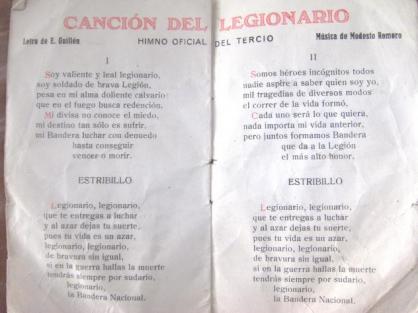 CANCIÓN DEL LEGIONARIO
Letra de E. Guillén
HIMNO OFICIAL DEL TERCIO
Música de Modesto Romero
I
Soy valiente y leal legionario,
soy soldado de brava Legión,
pesa en mi alma doliente calvario
que en el fuego busca redención.
Mi divisa no conoce el miedo,
mi destino tan sólo es sufrir,
mi Bandera luchar con denuedo
hasta conseguir
vencer o morir.
ESTRIBILLO
Legionario, legionario,
que te entregas a luchar
y al azar dejas tu suerte,
pues tu vida es un azar,
legionario, legionario,
de bravura sin igual,
si en la guerra hallas la muerte
tendrás siempre por sudario,
legionario,
la Bandera Nacional.
II
Somos héroes incógnitos todos
nadie aspire a saber quien soy yo,
mil tragedias de diversos modos
el correr de la vida formó.
Cada uno será lo que quiera,
nada importa mi vida anterior,
pero juntos formamos Bandera
que da a la Legión
el más alto honor.
ESTRIBILLO
Legionario, legionario,
que te entregas a luchar
y al azar dejas tu suerte,
pues tu vida es un azar,
legionario, legionario,
de bravura sin igual,
si en la guerra hallas la muerte
tendrás siempre por sudario
legionario,
la Bandera Nacional.